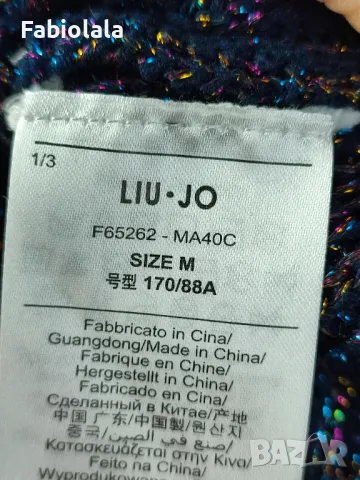 Fabiolala
1/3
LIU·JO
F65262 - MA40C
SIZE M
号型 170/88A
Fabbricato in Cina/
Guangdong/Made in China/
Fabrique en Chine/
Hergestellt in China/
Fabricado en Cina/
Сделанный в Китае/产地
中国 广东/中国製/원산지
중국/صنع في الصين/
Κατασκευάζεται στην Κίνα/
Feito na China/
Wyprodukowane
bazar